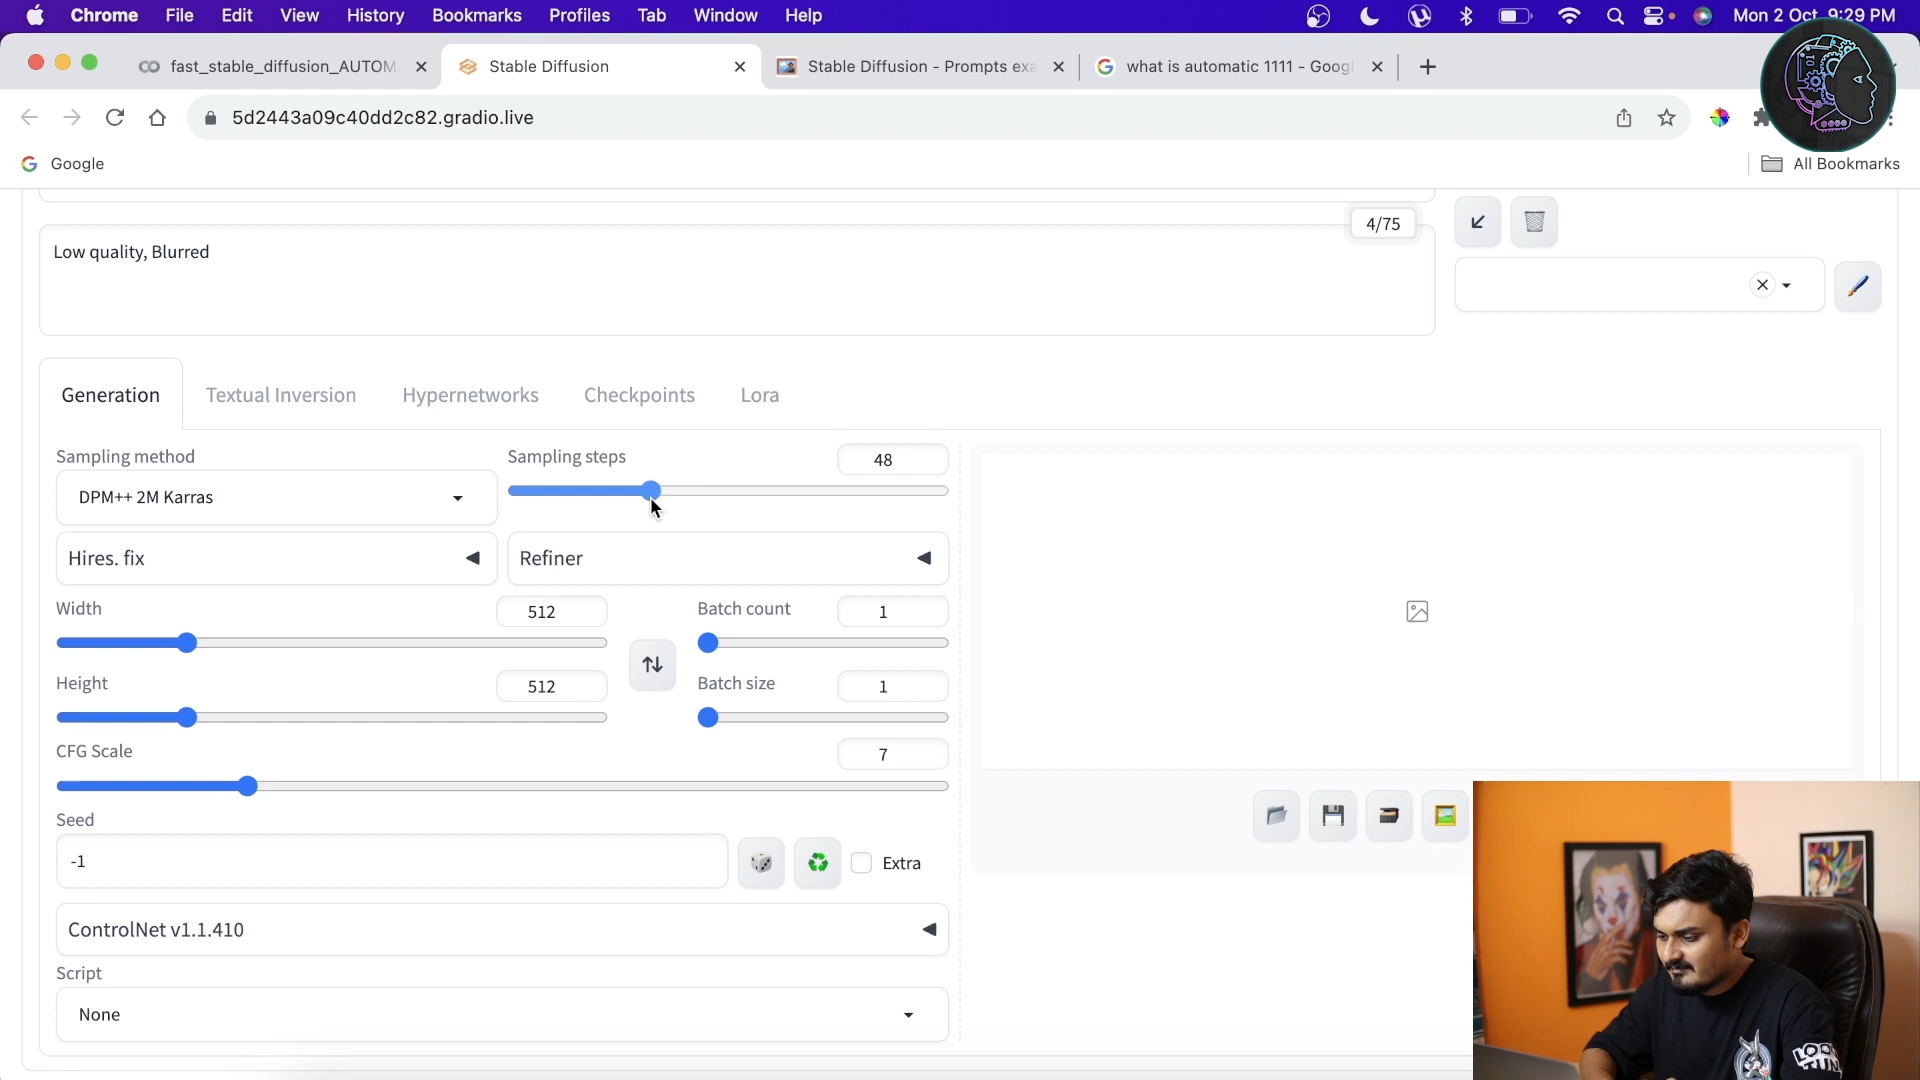 Chrome File Edit View History Bookmarks Profiles Tab Window Help Mon 2 Oct 9:29 PM
fast_stable_diffusion_AUTOM Stable Diffusion Stable Diffusion - Prompts exa what is automatic 1111 - Googl
5d2443a09c40dd2c82.gradio.live
Google All Bookmarks
4/75
Low quality, Blurred
Generation Textual Inversion Hypernetworks Checkpoints Lora
Sampling method Sampling steps 48
DPM++ 2M Karras
Hires. fix Refiner
Width 512 Batch count 1
Height 512 Batch size 1
CFG Scale 7
Seed
-1 Extra
ControlNet v1.1.410
Script
None